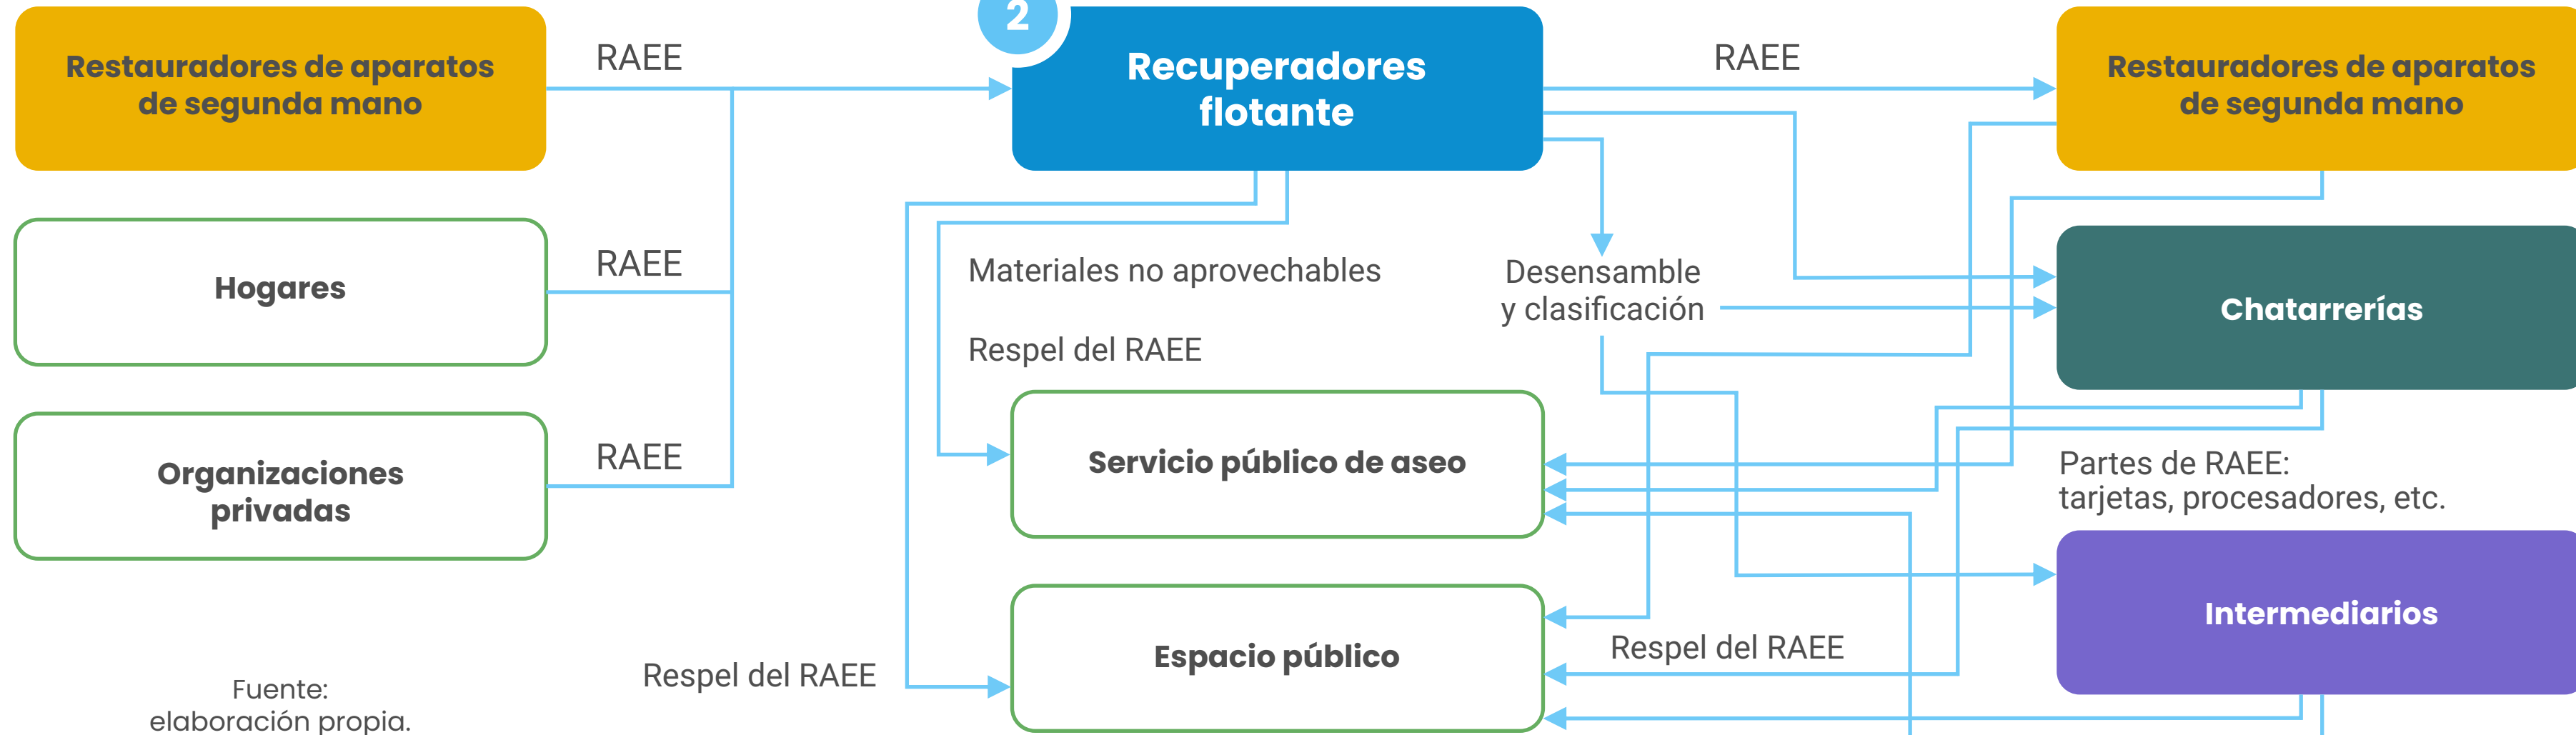 2
Restauradores de aparatos
de segunda mano
RAEE
Recuperadores
flotante
RAEE
Restauradores de aparatos
de segunda mano
Hogares
RAEE
Materiales no aprovechables
Respel del RAEE
Desensamble
y clasificación
Chatarrerías
Organizaciones
privadas
RAEE
Servicio público de aseo
Partes de RAEE:
tarjetas, procesadores, etc.
Intermediarios
Espacio público
Respel del RAEE
Respel del RAEE
Fuente:
elaboración propia.